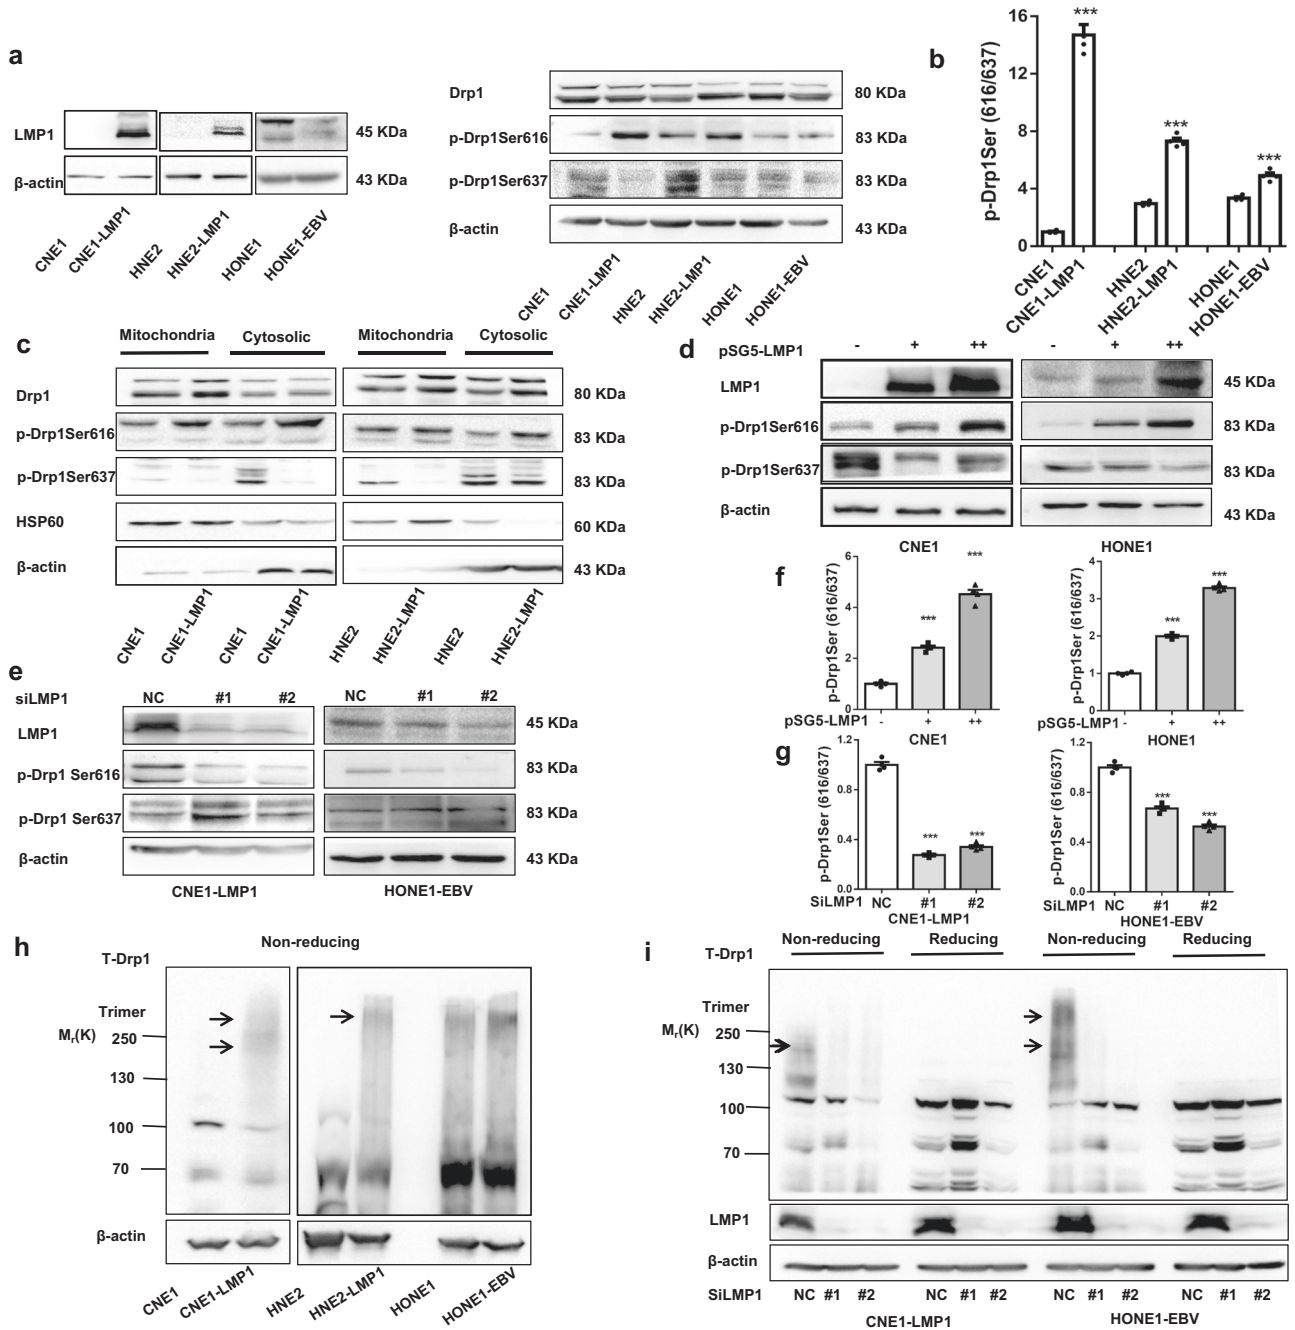 a
LMP1
45 KDa
β-actin
43 KDa
CNE1
CNE1-LMP1
HNE2
HNE2-LMP1
HONE1
HONE1-EBV
Drp1
80 KDa
p-Drp1Ser616
83 KDa
p-Drp1Ser637
83 KDa
β-actin
43 KDa
CNE1
CNE1-LMP1
HNE2
HNE2-LMP1
HONE1
HONE1-EBV
b
p-Drp1Ser (616/637)
16
12
8
4
0
***
***
***
CNE1
CNE1-LMP1
HNE2
HNE2-LMP1
HONE1
HONE1-EBV
c
Mitochondria Cytosolic Mitochondria Cytosolic
Drp1
80 KDa
p-Drp1Ser616
83 KDa
p-Drp1Ser637
83 KDa
HSP60
60 KDa
β-actin
43 KDa
CNE1
CNE1-LMP1
CNE1
CNE1-LMP1
HNE2
HNE2-LMP1
HNE2
HNE2-LMP1
d
pSG5-LMP1 - + ++ - + ++
LMP1
45 KDa
p-Drp1Ser616
83 KDa
p-Drp1Ser637
83 KDa
β-actin
43 KDa
CNE1 HONE1
e
siLMP1 NC #1 #2 NC #1 #2
LMP1
45 KDa
p-Drp1 Ser616
83 KDa
p-Drp1 Ser637
83 KDa
β-actin
43 KDa
CNE1-LMP1 HONE1-EBV
f
p-Drp1Ser (616/637)
6
4
2
0
***
***
pSG5-LMP1 - + ++
CNE1
p-Drp1Ser (616/637)
4
3
2
1
0
***
***
pSG5-LMP1 - + ++
HONE1
g
p-Drp1Ser (616/637)
1.2
0.8
0.4
0.0
***
***
SiLMP1 NC #1 #2
CNE1-LMP1
p-Drp1Ser (616/637)
1.2
0.8
0.4
0.0
***
***
SiLMP1 NC #1 #2
HONE1-EBV
h
Non-reducing
T-Drp1
Trimer
Mr(K)
250
130
100
70
β-actin
CNE1
CNE1-LMP1
HNE2
HNE2-LMP1
HONE1
HONE1-EBV
i
T-Drp1
Non-reducing Reducing Non-reducing Reducing
Trimer
Mr(K)
250
130
100
70
LMP1
β-actin
SiLMP1 NC #1 #2 NC #1 #2 NC #1 #2 NC #1 #2
CNE1-LMP1 HONE1-EBV